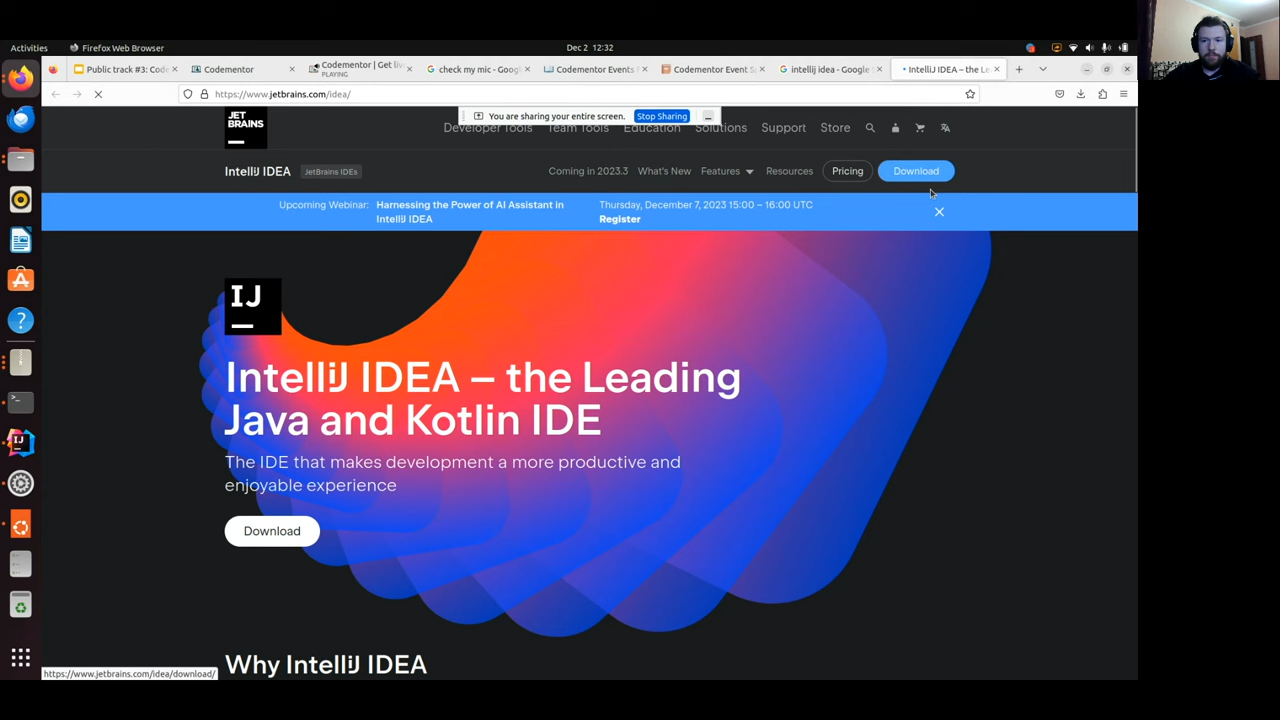 Activities
Firefox Web Browser
Dec 2 12:32
Public track #3: Code
Codementor
Codementor | Get live
PLAYING
check my mic - Goog
Codementor Events
Codementor Event S
intellij idea - Google
IntelliJ IDEA – the Le
https://www.jetbrains.com/idea/
You are sharing your entire screen.
Stop Sharing
JET
BRAINS
Developer Tools
Team Tools
Education
Solutions
Support
Store
IntelliJ IDEA
JetBrains IDEs
Coming in 2023.3
What's New
Features
Resources
Pricing
Download
Upcoming Webinar:
Harnessing the Power of AI Assistant in
IntelliJ IDEA
Thursday, December 7, 2023 15:00 – 16:00 UTC
Register
IJ
IntelliJ IDEA – the Leading
Java and Kotlin IDE
The IDE that makes development a more productive and
enjoyable experience
Download
Why IntelliJ IDEA
https://www.jetbrains.com/idea/download/